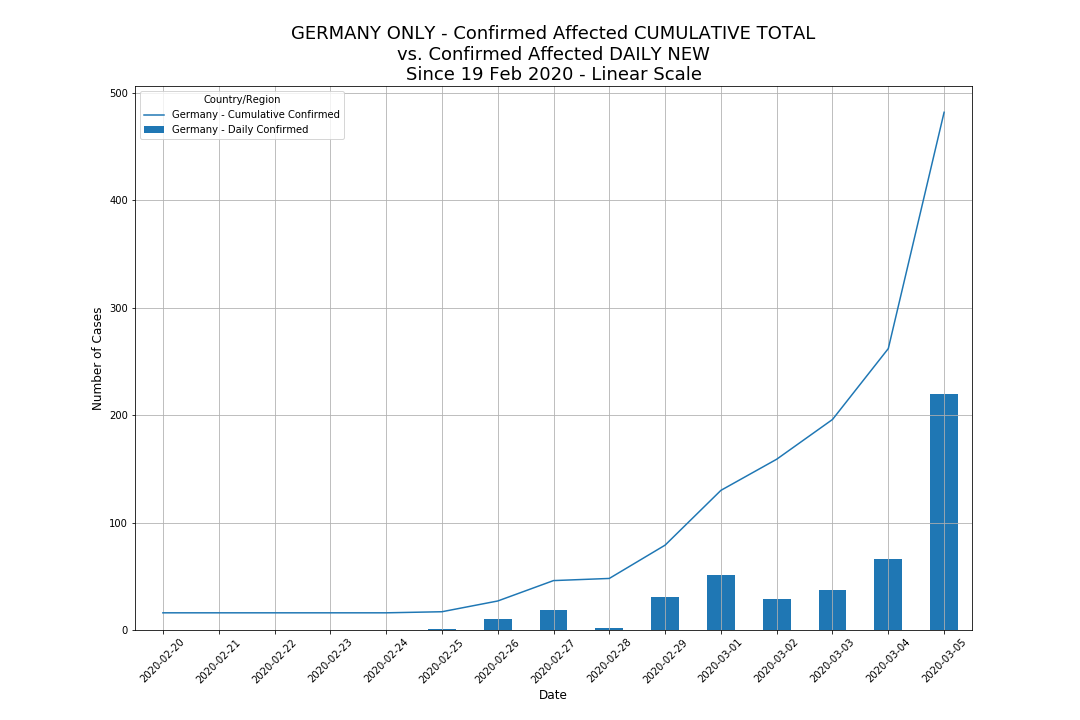 GERMANY ONLY - Confirmed Affected CUMULATIVE TOTAL
vs. Confirmed Affected DAILY NEW
Since 19 Feb 2020 - Linear Scale
Country/Region
Germany - Cumulative Confirmed
Germany - Daily Confirmed
Number of Cases
500
400
300
200
100
0
2020-02-20
2020-02-21
2020-02-22
2020-02-23
2020-02-24
2020-02-25
2020-02-26
2020-02-27
2020-02-28
2020-02-29
2020-03-01
2020-03-02
2020-03-03
2020-03-04
2020-03-05
Date